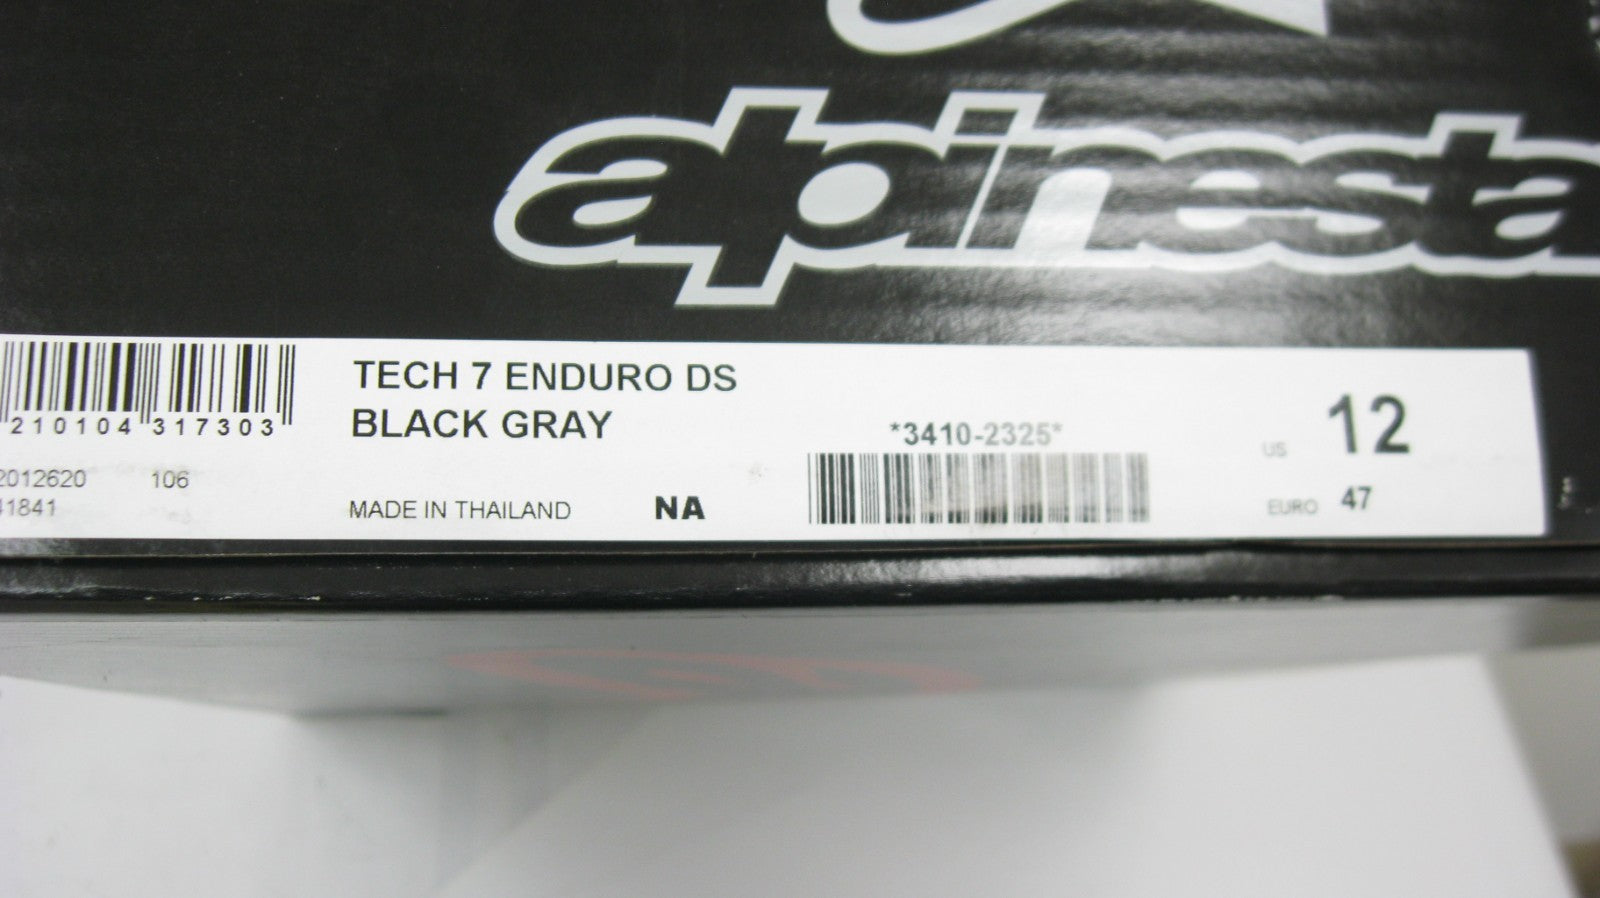 alpinesta
TECH 7 ENDURO DS
BLACK GRAY
210104 317303
*3410-2325*
US 12
2012620 106
41841
MADE IN THAILAND NA
EURO 47